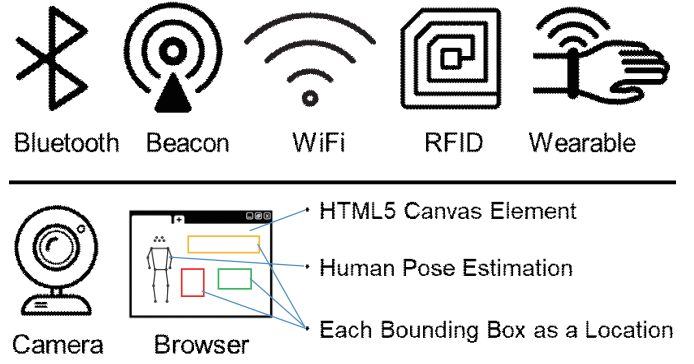 Bluetooth Beacon WiFi RFID Wearable
HTML5 Canvas Element
Human Pose Estimation
Each Bounding Box as a Location
Camera Browser